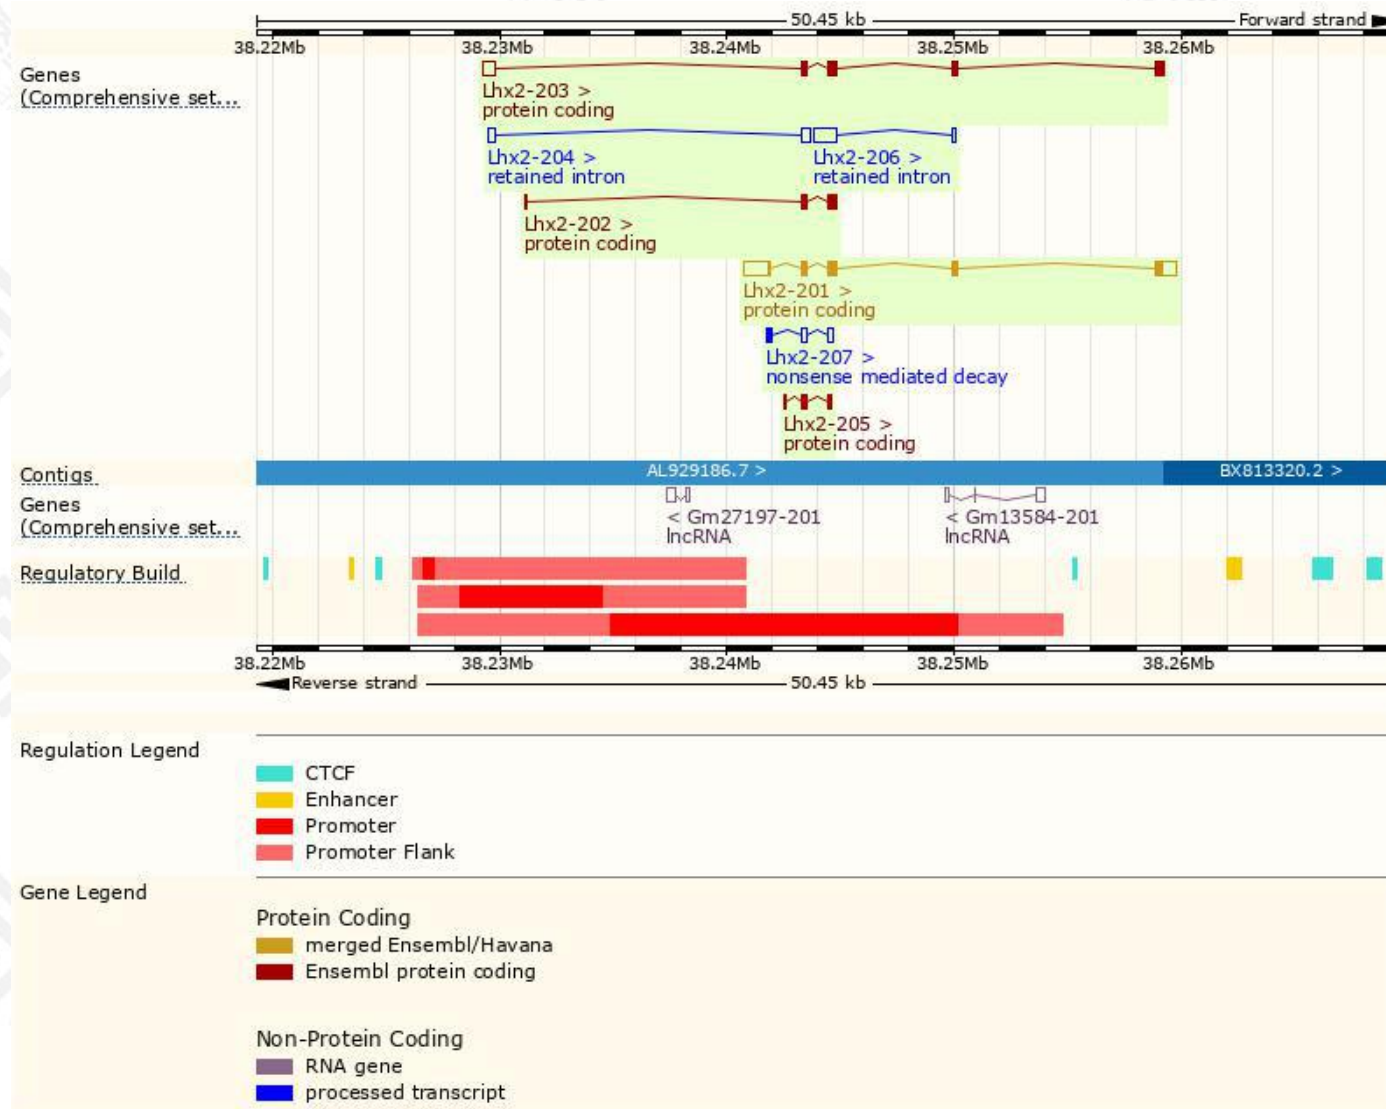 50.45 kb Forward strand
38.22Mb 38.23Mb 38.24Mb 38.25Mb 38.26Mb
Genes
(Comprehensive set...
Lhx2-203 >
protein coding
Lhx2-204 > Lhx2-206 >
retained intron retained intron
Lhx2-202 >
protein coding
Lhx2-201 >
protein coding
Lhx2-207 >
nonsense mediated decay
Lhx2-205 >
protein coding
Contigs AL929186.7 > BX813320.2 >
Genes
(Comprehensive set...
< Gm27197-201 < Gm13584-201
lncRNA lncRNA
Regulatory Build
38.22Mb 38.23Mb 38.24Mb 38.25Mb 38.26Mb
Reverse strand 50.45 kb
Regulation Legend
CTCF
Enhancer
Promoter
Promoter Flank
Gene Legend
Protein Coding
merged Ensembl/Havana
Ensembl protein coding
Non-Protein Coding
RNA gene
processed transcript